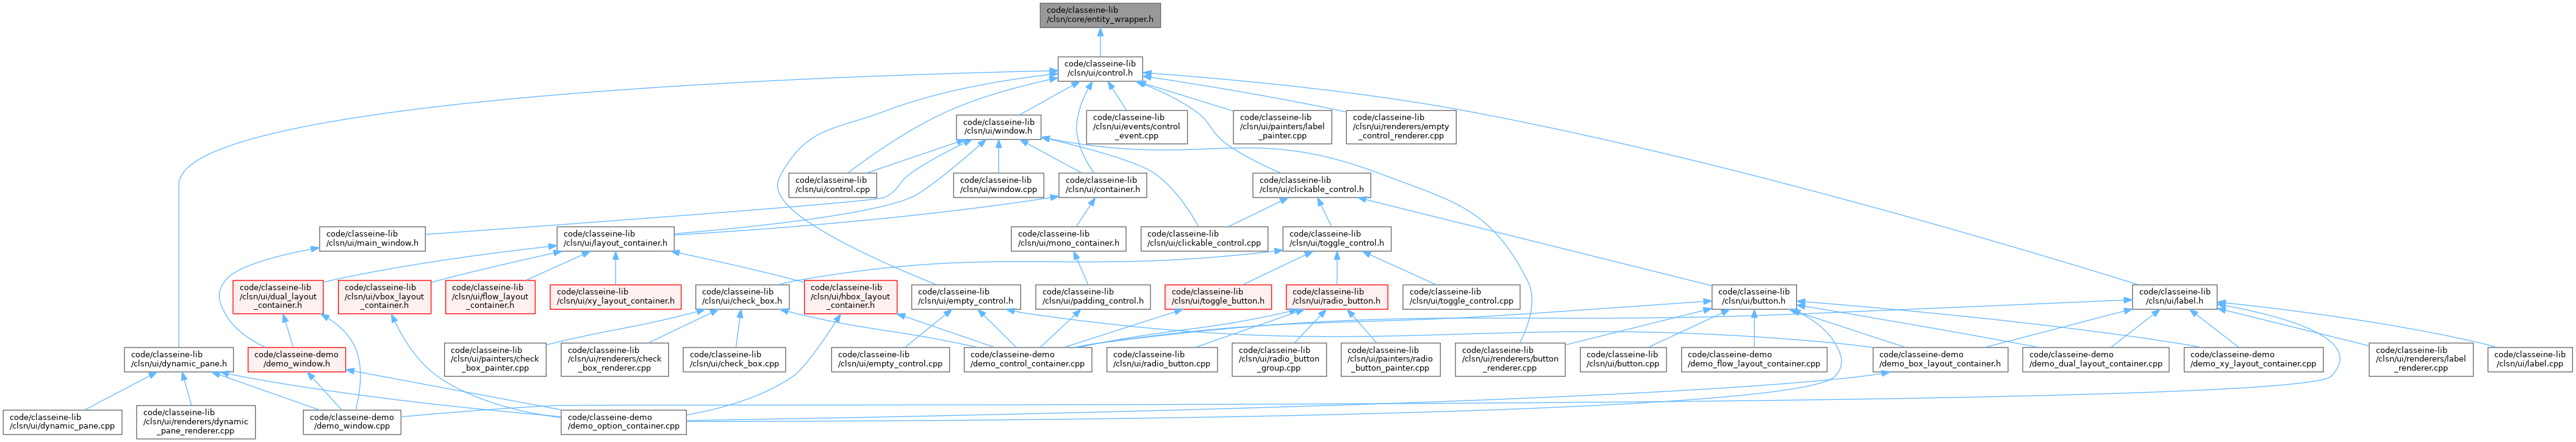 code/classeine-lib
/clsn/core/entity_wrapper.h
code/classeine-lib
/clsn/ui/control.h
code/classeine-lib
/clsn/ui/window.h
code/classeine-lib
/clsn/ui/events/control
_event.cpp
code/classeine-lib
/clsn/ui/painters/label
_painter.cpp
code/classeine-lib
/clsn/ui/renderers/empty
_control_renderer.cpp
code/classeine-lib
/clsn/ui/control.cpp
code/classeine-lib
/clsn/ui/window.cpp
code/classeine-lib
/clsn/ui/container.h
code/classeine-lib
/clsn/ui/clickable_control.h
code/classeine-lib
/clsn/ui/main_window.h
code/classeine-lib
/clsn/ui/layout_container.h
code/classeine-lib
/clsn/ui/mono_container.h
code/classeine-lib
/clsn/ui/clickable_control.cpp
code/classeine-lib
/clsn/ui/toggle_control.h
code/classeine-lib
/clsn/ui/dual_layout
_container.h
code/classeine-lib
/clsn/ui/vbox_layout
_container.h
code/classeine-lib
/clsn/ui/flow_layout
_container.h
code/classeine-lib
/clsn/ui/xy_layout_container.h
code/classeine-lib
/clsn/ui/check_box.h
code/classeine-lib
/clsn/ui/hbox_layout
_container.h
code/classeine-lib
/clsn/ui/empty_control.h
code/classeine-lib
/clsn/ui/padding_control.h
code/classeine-lib
/clsn/ui/toggle_button.h
code/classeine-lib
/clsn/ui/radio_button.h
code/classeine-lib
/clsn/ui/toggle_control.cpp
code/classeine-lib
/clsn/ui/button.h
code/classeine-lib
/clsn/ui/label.h
code/classeine-lib
/clsn/ui/dynamic_pane.h
code/classeine-demo
/demo_window.h
code/classeine-lib
/clsn/ui/painters/check
_box_painter.cpp
code/classeine-lib
/clsn/ui/renderers/check
_box_renderer.cpp
code/classeine-lib
/clsn/ui/check_box.cpp
code/classeine-lib
/clsn/ui/empty_control.cpp
code/classeine-demo
/demo_control_container.cpp
code/classeine-lib
/clsn/ui/radio_button.cpp
code/classeine-lib
/clsn/ui/radio_button
_group.cpp
code/classeine-lib
/clsn/ui/painters/radio
_button_painter.cpp
code/classeine-lib
/clsn/ui/renderers/button
_renderer.cpp
code/classeine-lib
/clsn/ui/button.cpp
code/classeine-demo
/demo_flow_layout_container.cpp
code/classeine-demo
/demo_box_layout_container.h
code/classeine-demo
/demo_dual_layout_container.cpp
code/classeine-demo
/demo_xy_layout_container.cpp
code/classeine-lib
/clsn/ui/renderers/label
_renderer.cpp
code/classeine-lib
/clsn/ui/label.cpp
code/classeine-lib
/clsn/ui/dynamic_pane.cpp
code/classeine-lib
/clsn/ui/renderers/dynamic
_pane_renderer.cpp
code/classeine-demo
/demo_window.cpp
code/classeine-demo
/demo_option_container.cpp